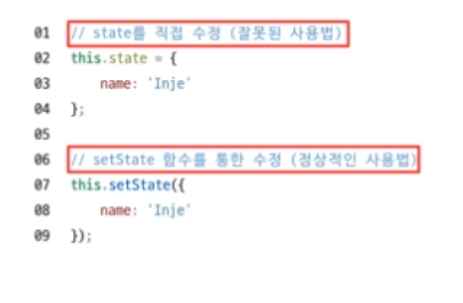 01 // state를 직접 수정 (잘못된 사용법)
02 this.state = {
03     name: 'Inje'
04 };
05
06 // setState 함수를 통한 수정 (정상적인 사용법)
07 this.setState({
08     name: 'Inje'
09 });